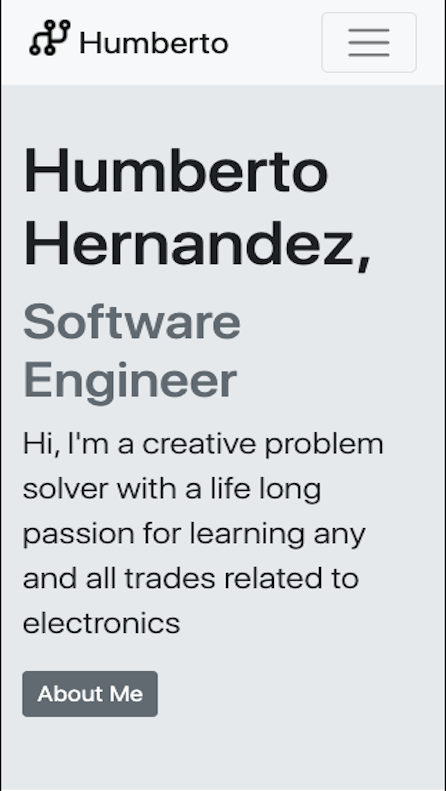 Humberto
Humberto
Hernandez,
Software
Engineer
Hi, I'm a creative problem
solver with a life long
passion for learning any
and all trades related to
electronics
About Me